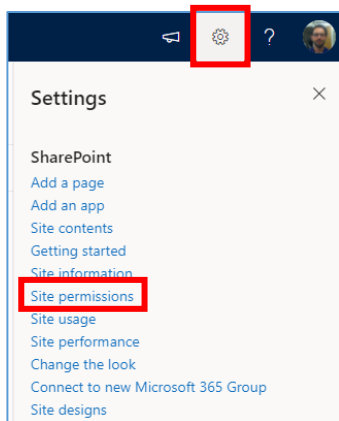 ?
Settings
SharePoint
Add a page
Add an app
Site contents
Getting started
Site information
Site permissions
Site usage
Site performance
Change the look
Connect to new Microsoft 365 Group
Site designs